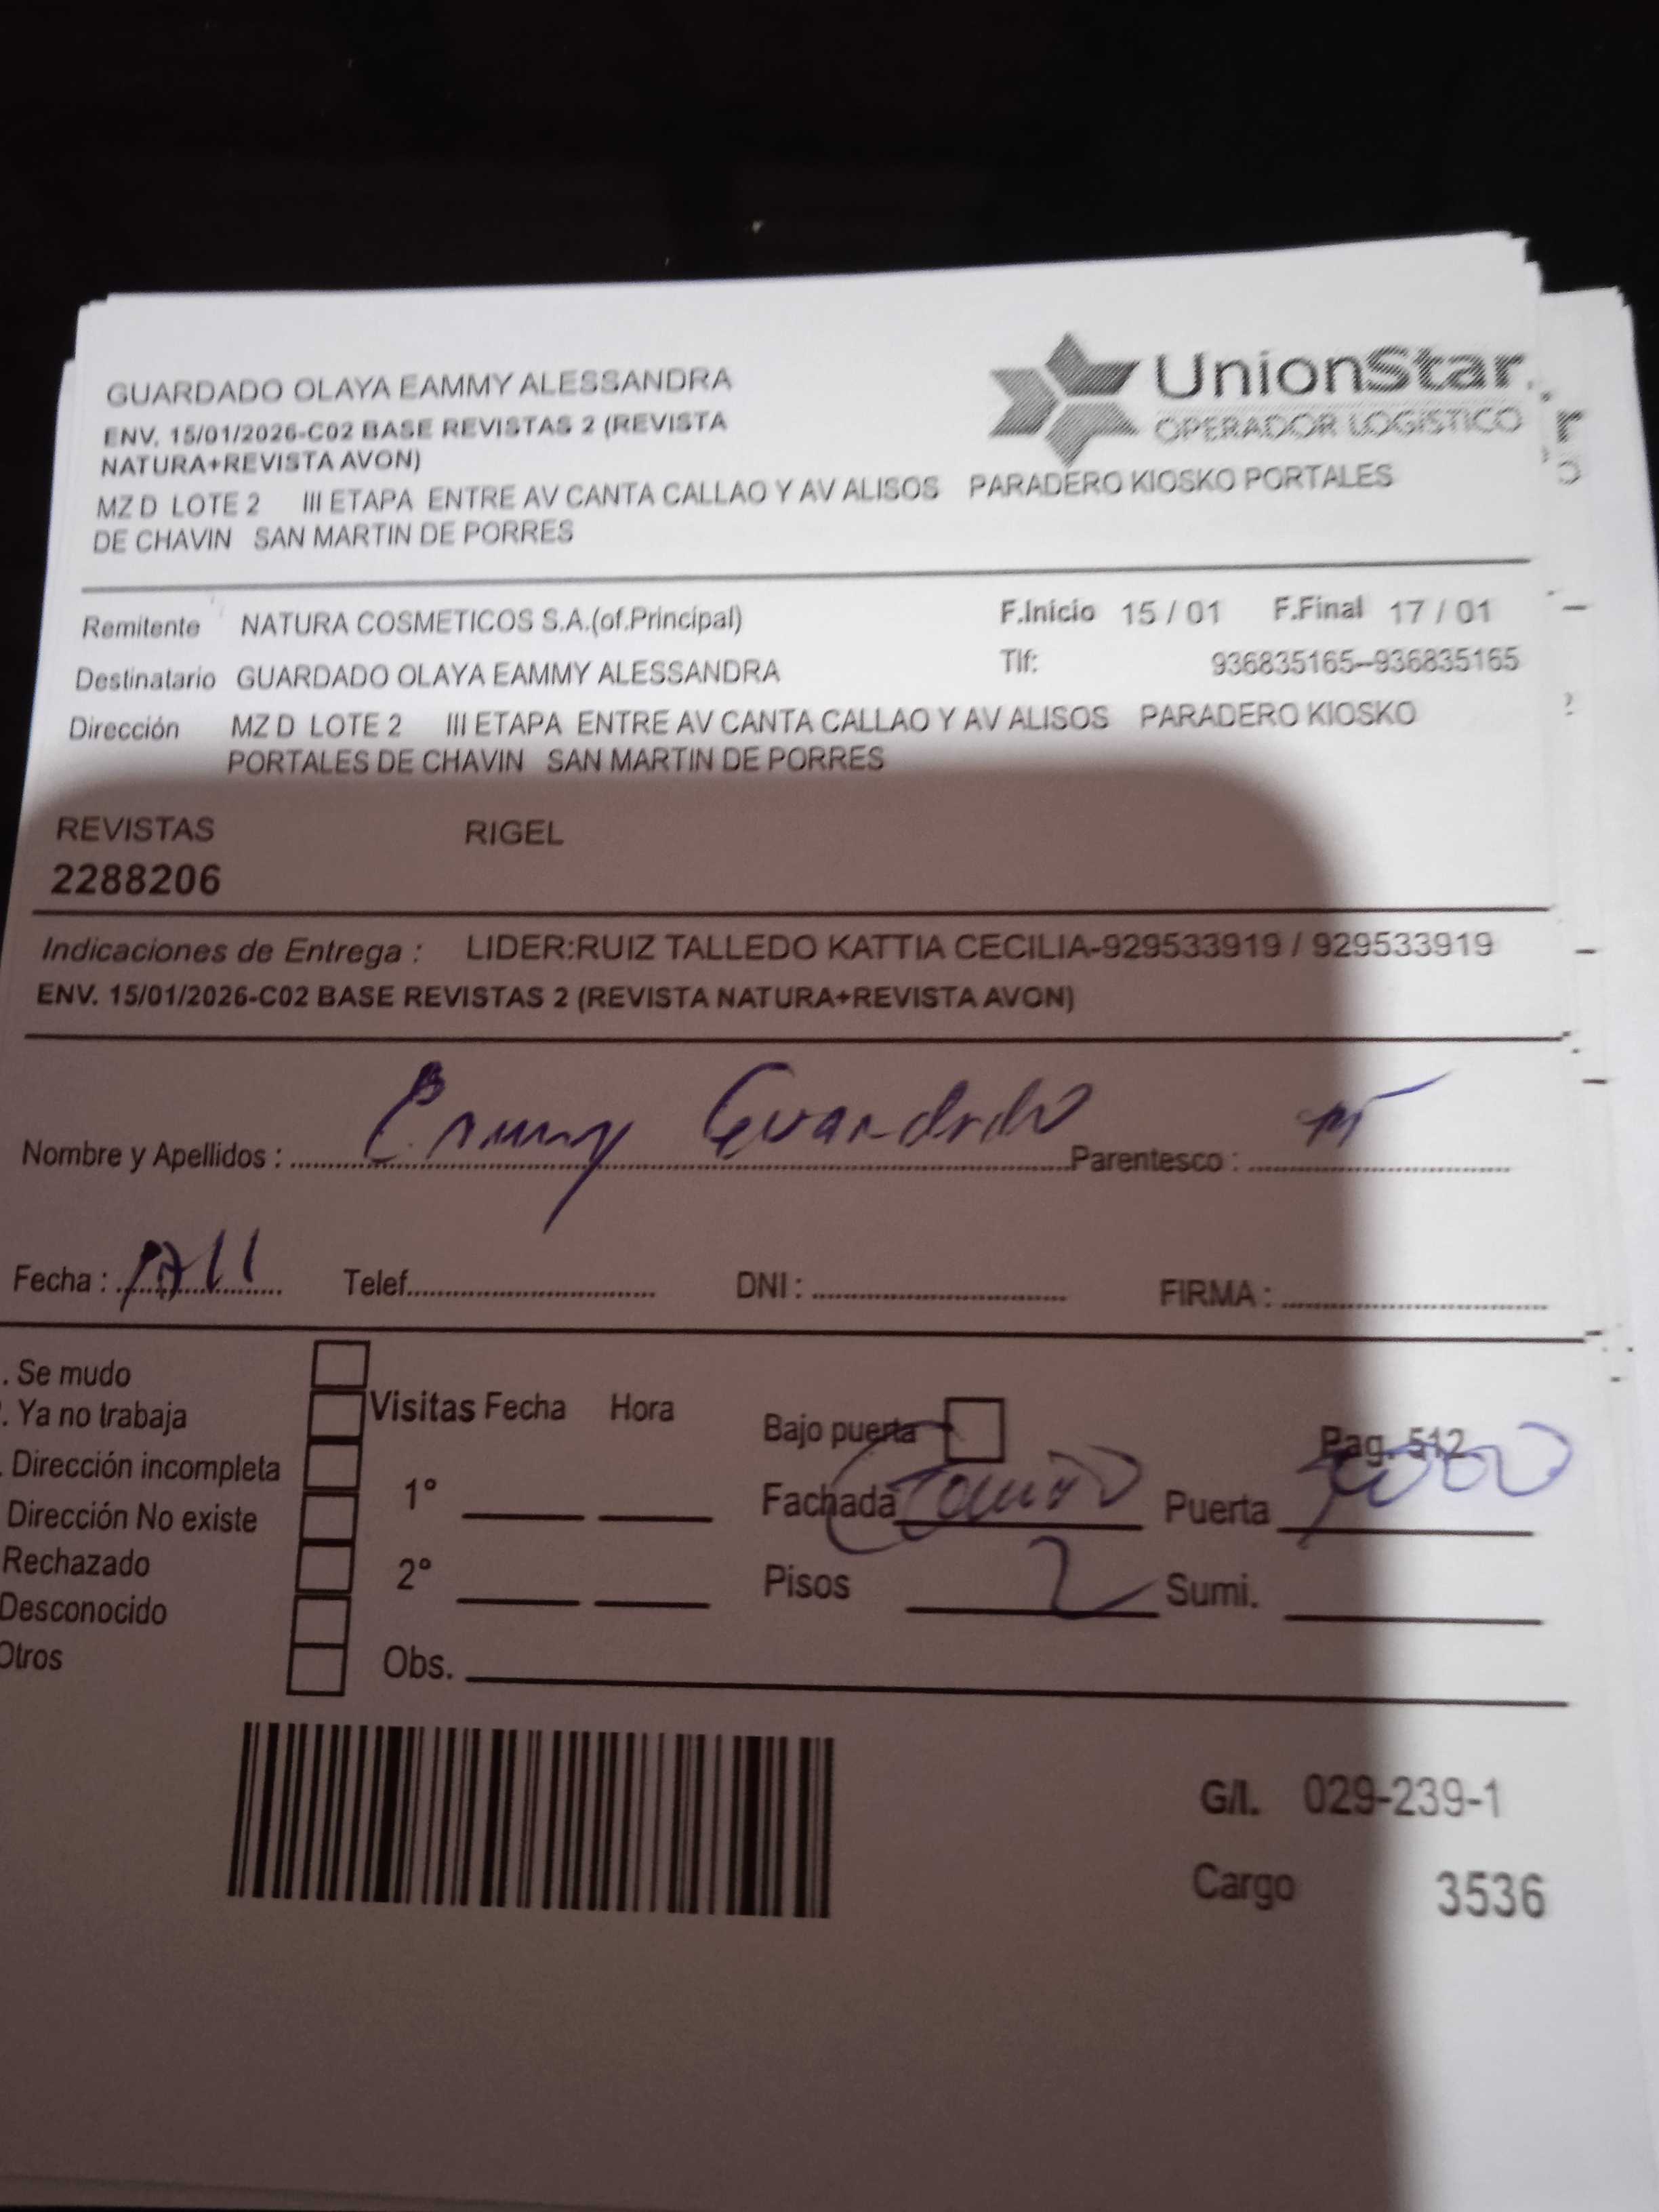 GUARDADO OLAYA EAMMY ALESSANDRA
UnionStar.
OPERADOR LOGISTICO
ENV. 15/01/2026-C02 BASE REVISTAS 2 (REVISTA
NATURA+REVISTA AVON)
MZ D LOTE 2 III ETAPA ENTRE AV CANTA CALLAO Y AV ALISOS PARADERO KIOSKO PORTALES
DE CHAVIN SAN MARTIN DE PORRES
Remitente NATURA COSMETICOS S.A.(of.Principal) F.Inicio 15 / 01 F.Final 17 / 01
Destinatario GUARDADO OLAYA EAMMY ALESSANDRA Tlf: 936835165--936835165
Dirección MZ D LOTE 2 III ETAPA ENTRE AV CANTA CALLAO Y AV ALISOS PARADERO KIOSKO
PORTALES DE CHAVIN SAN MARTIN DE PORRES
REVISTAS RIGEL
2288206
Indicaciones de Entrega : LIDER:RUIZ TALLEDO KATTIA CECILIA-929533919 / 929533919
ENV. 15/01/2026-C02 BASE REVISTAS 2 (REVISTA NATURA+REVISTA AVON)
Nombre y Apellidos : Emmy Guardado Parentesco :
Fecha : Telef. DNI : FIRMA :
. Se mudo
. Ya no trabaja
. Dirección incompleta
Dirección No existe
Rechazado
Desconocido
Otros
Visitas Fecha Hora
1°
2°
Obs.
Bajo puerta Pag. 512
Fachada Puerta
Pisos 2 Sumi.
G/I. 029-239-1
Cargo 3536